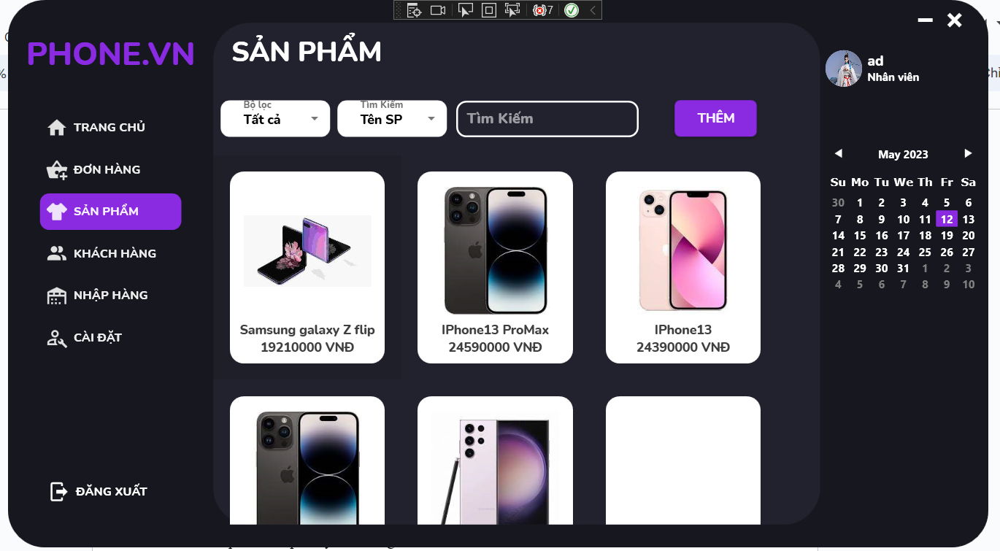 7
PHONE.VN
TRANG CHỦ
ĐƠN HÀNG
SẢN PHẨM
KHÁCH HÀNG
NHẬP HÀNG
CÀI ĐẶT
ĐĂNG XUẤT
SẢN PHẨM
Bộ lọc
Tất cả
Tìm Kiếm
Tên SP
Tìm Kiếm
THÊM
Samsung galaxy Z flip
19210000 VNĐ
IPhone13 ProMax
24590000 VNĐ
IPhone13
24390000 VNĐ
ad
Nhân viên
May 2023
Su Mo Tu We Th Fr Sa
30 1 2 3 4 5 6
7 8 9 10 11 12 13
14 15 16 17 18 19 20
21 22 23 24 25 26 27
28 29 30 31 1 2 3
4 5 6 7 8 9 10
%